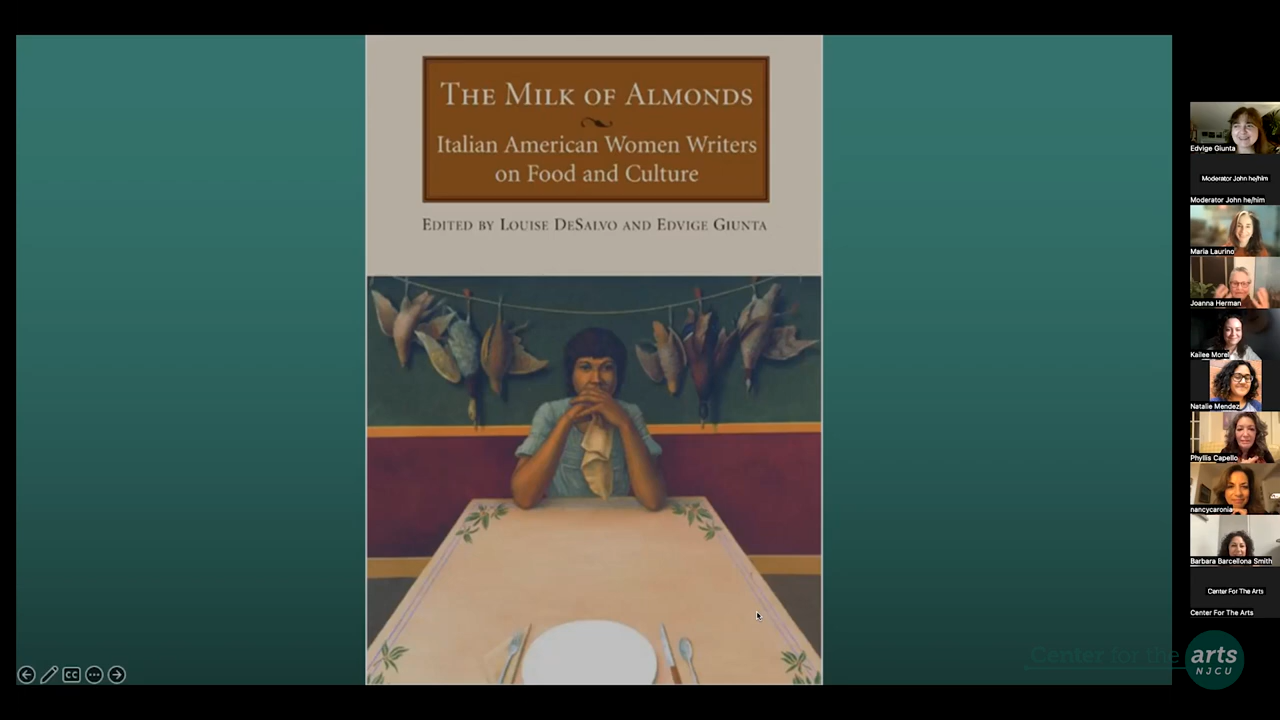 THE MILK OF ALMONDS
Italian American Women Writers
on Food and Culture
EDITED BY LOUISE DESALVO AND EDVIGE GIUNTA
Edvige Giunta
Moderator John he/him
Moderator John he/him
Maria Laurino
Joanna Herman
Kailee Morel
Natalie Mendez
Phyllis Capello
nancycaronia
Barbara Barcellona Smith
Center For The Arts
Center For The Arts
Center for the arts
NJCU
CC